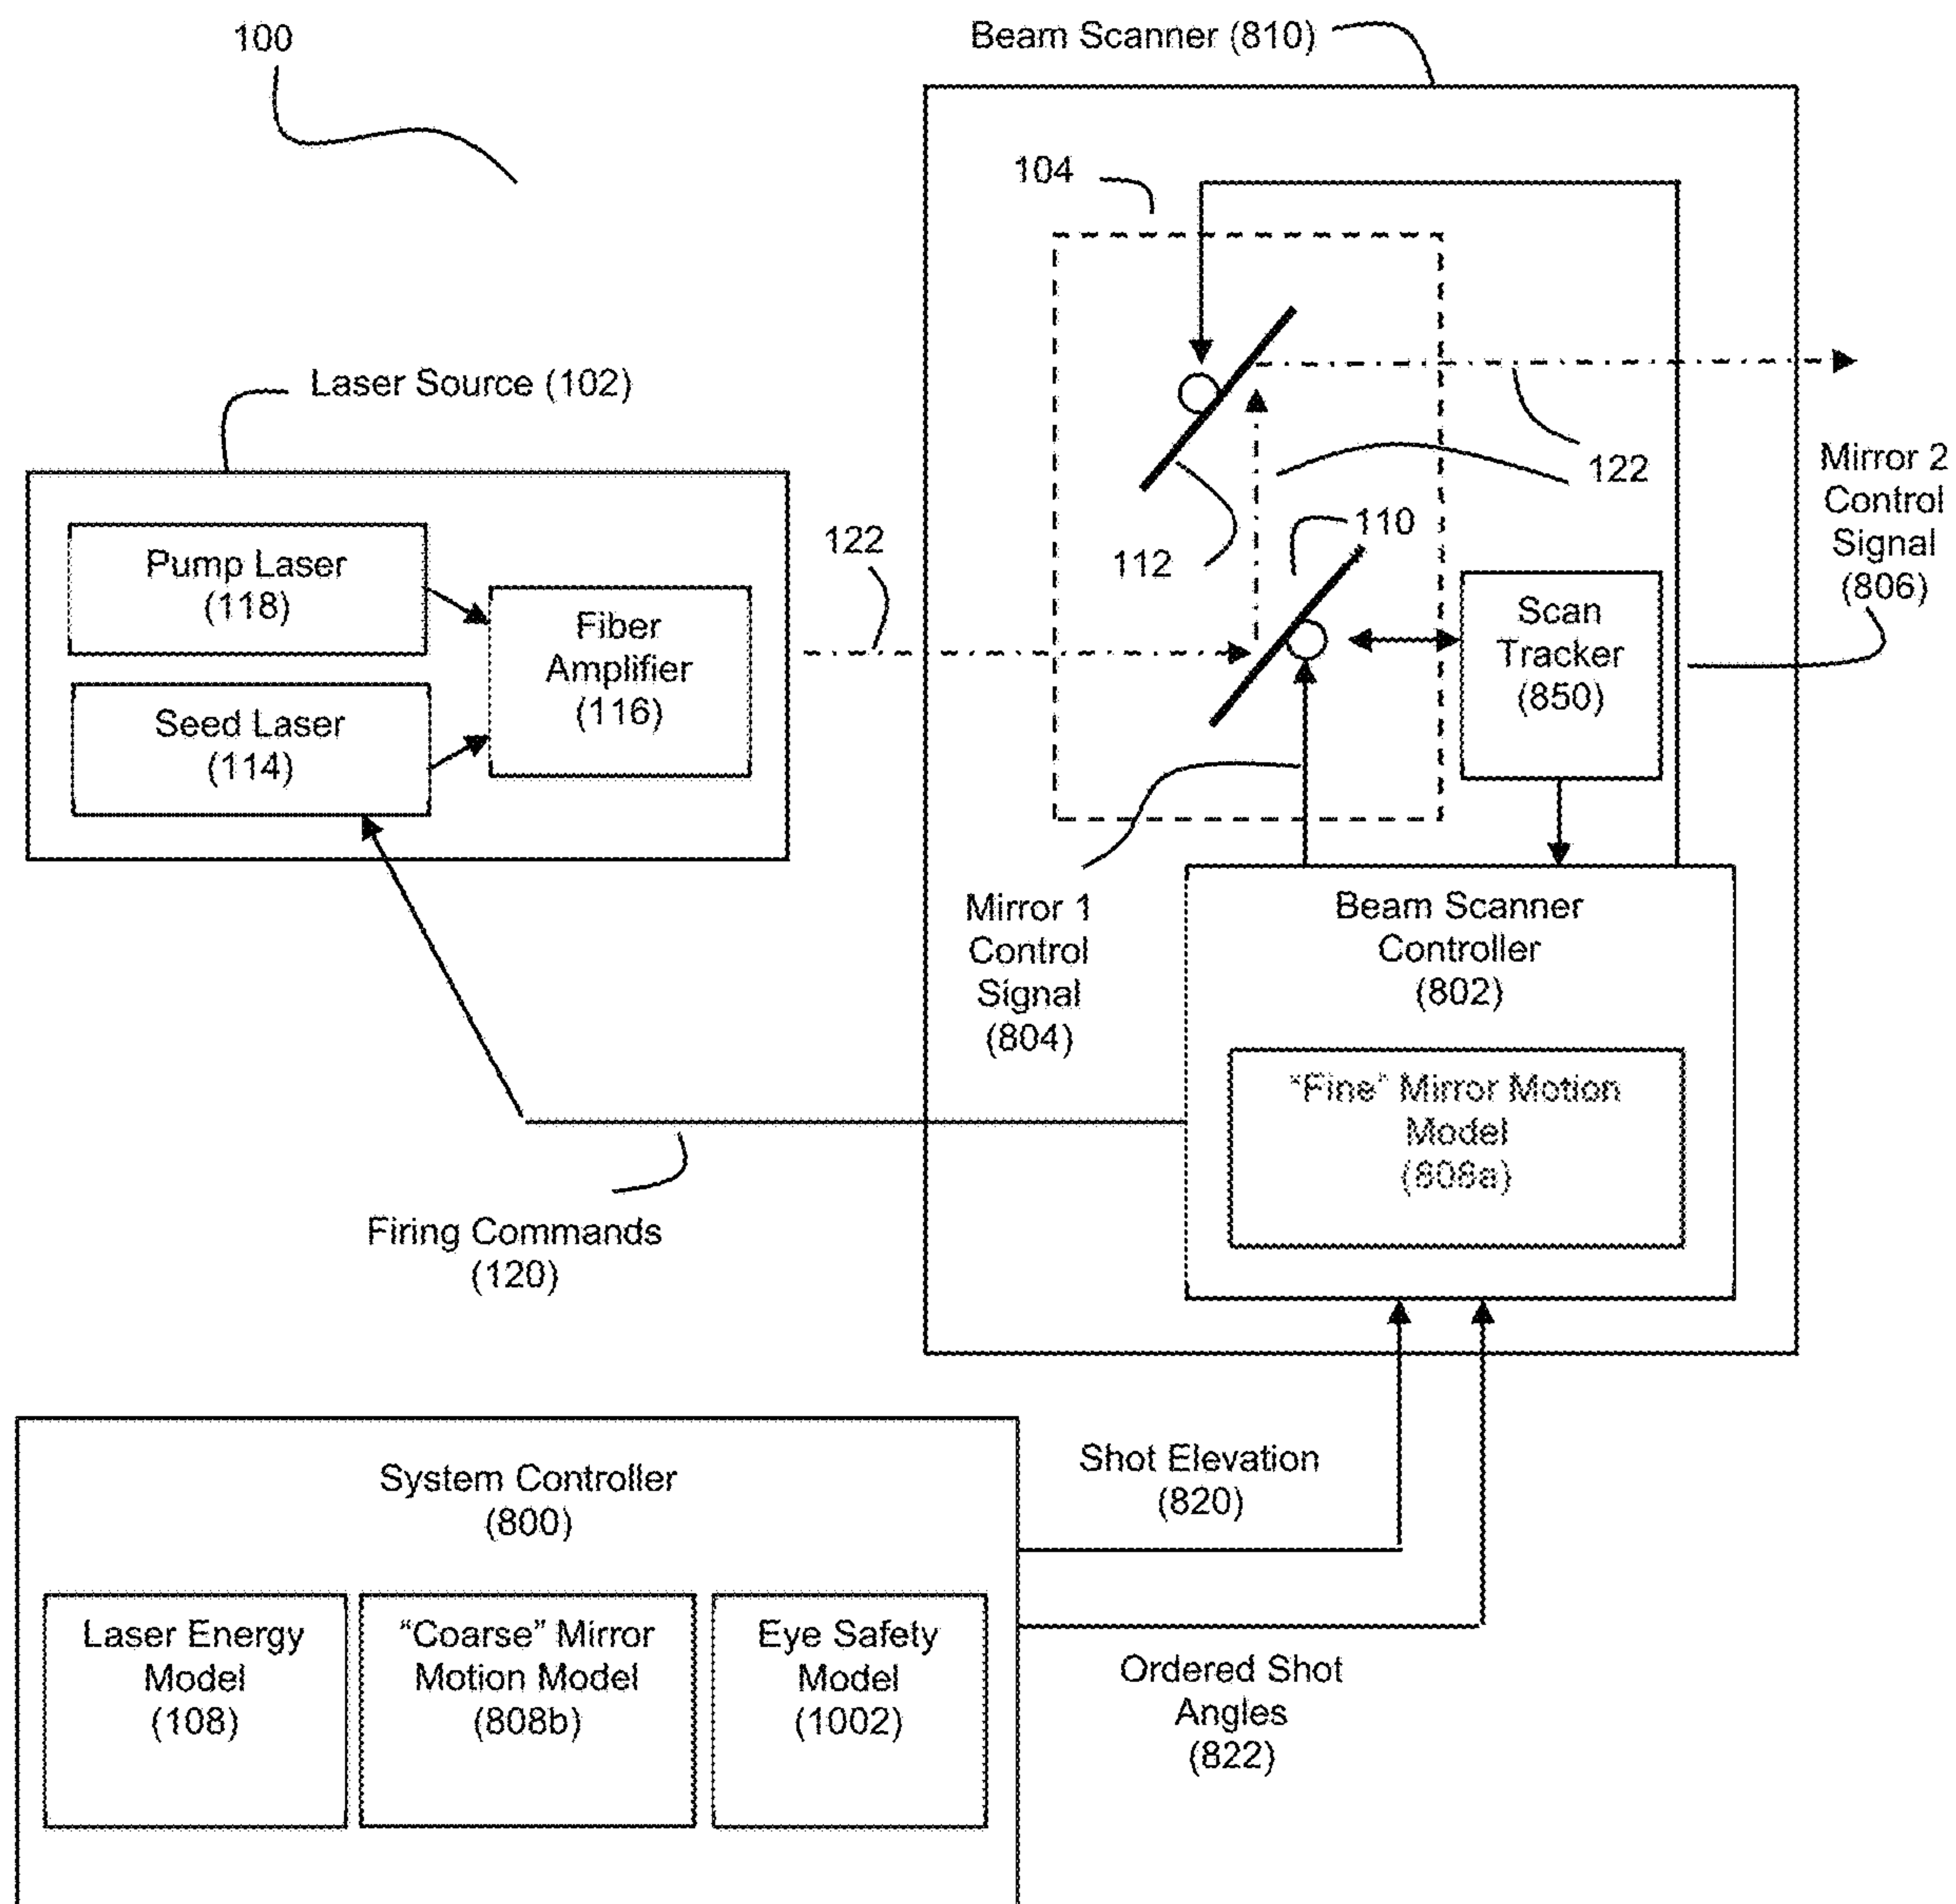 100
Beam Scanner (810)
104
Laser Source (102)
Pump Laser
(118)
Seed Laser
(114)
Fiber
Amplifier
(116)
122
112
110
122
Mirror 2
Control
Signal
(806)
Scan
Tracker
(850)
Mirror 1
Control
Signal
(804)
Beam Scanner
Controller
(802)
"Fine" Mirror Motion
Model
(808a)
Firing Commands
(120)
System Controller
(800)
Laser Energy
Model
(108)
“Coarse” Mirror
Motion Model
(808b)
Eye Safety
Model
(1002)
Shot Elevation
(820)
Ordered Shot
Angles
(822)